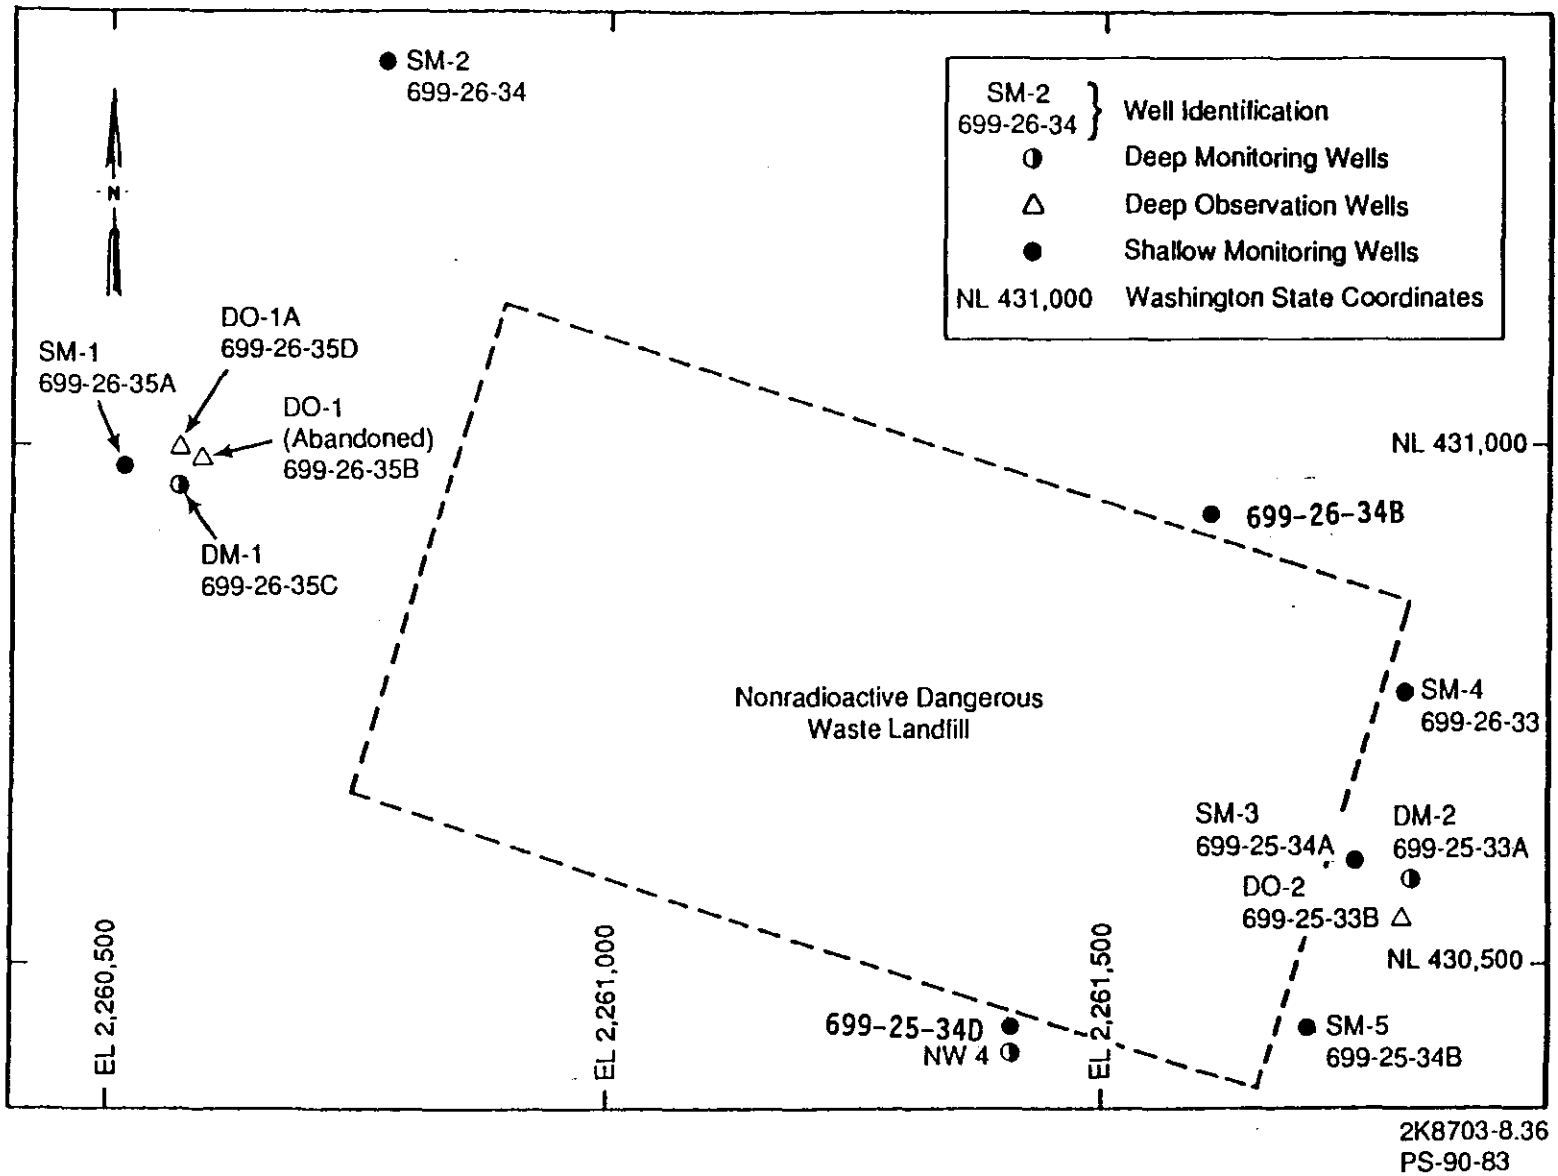 SM-2
699-26-34
SM-2
699-26-34
}
Well Identification
Deep Monitoring Wells
Deep Observation Wells
Shallow Monitoring Wells
NL 431,000 Washington State Coordinates
N
DO-1A
699-26-35D
SM-1
699-26-35A
DO-1
(Abandoned)
699-26-35B
DM-1
699-26-35C
NL 431,000
699-26-34B
Nonradioactive Dangerous
Waste Landfill
SM-4
699-26-33
SM-3
699-25-34A
DM-2
699-25-33A
DO-2
699-25-33B
NL 430,500
EL 2,260,500
EL 2,261,000
EL 2,261,500
699-25-34D
NW 4
SM-5
699-25-34B
2K8703-8.36
PS-90-83